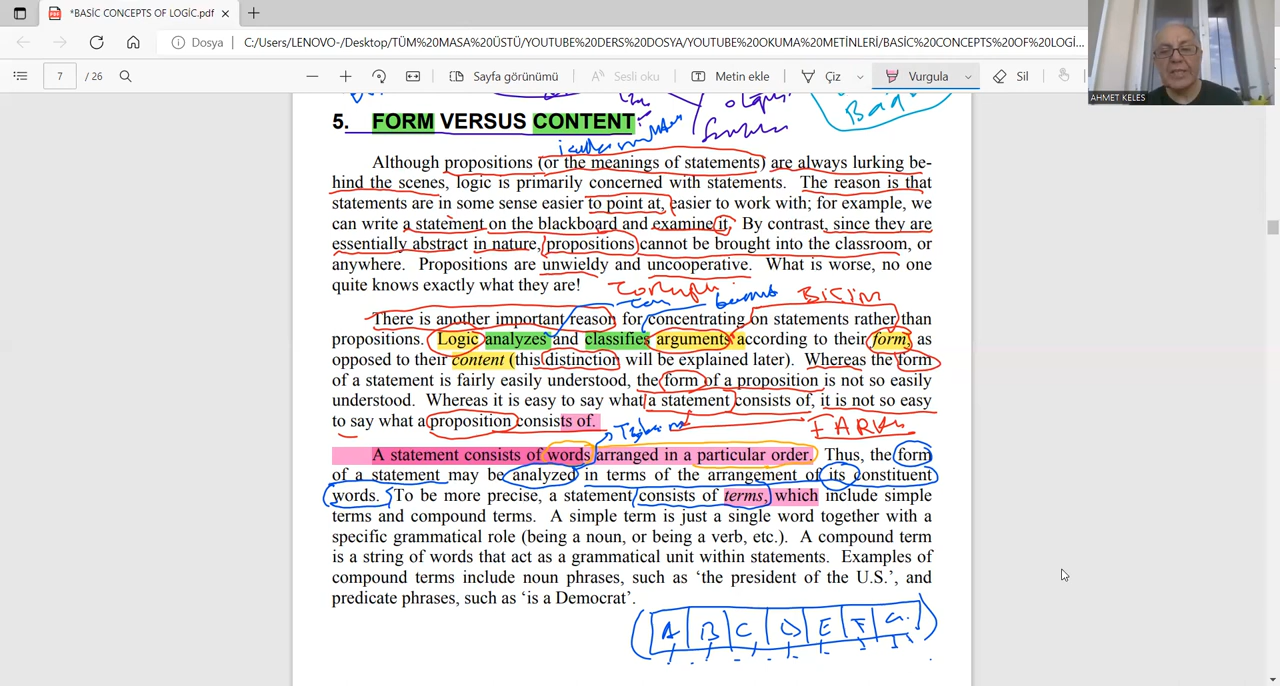 *BASİC CONCEPTS OF LOGİC.pdf
Dosya C:/Users/LENOVO-/Desktop/TÜM%20MASA%20ÜSTÜ/YOUTUBE%20DERS%20DOSYA/YOUTUBE%20OKUMA%20METİNLERİ/BASİC%20CONCEPTS%20OF%20LOGİ...
7 / 26 Sayfa görünümü Sesli oku Metin ekle Çiz Vurgula Sil
AHMET KELES
5. FORM VERSUS CONTENT
Although propositions (or the meanings of statements) are always lurking be-
hind the scenes, logic is primarily concerned with statements. The reason is that
statements are in some sense easier to point at, easier to work with; for example, we
can write a statement on the blackboard and examine it. By contrast, since they are
essentially abstract in nature, propositions cannot be brought into the classroom, or
anywhere. Propositions are unwieldy and uncooperative. What is worse, no one
quite knows exactly what they are!
BİÇİM
There is another important reason for concentrating on statements rather than
propositions. Logic analyzes and classifies arguments according to their form, as
opposed to their content (this distinction will be explained later). Whereas the form
of a statement is fairly easily understood, the form of a proposition is not so easily
understood. Whereas it is easy to say what a statement consists of, it is not so easy
to say what a proposition consists of.
A statement consists of words arranged in a particular order. Thus, the form
of a statement may be analyzed in terms of the arrangement of its constituent
words. To be more precise, a statement consists of terms, which include simple
terms and compound terms. A simple term is just a single word together with a
specific grammatical role (being a noun, or being a verb, etc.). A compound term
is a string of words that act as a grammatical unit within statements. Examples of
compound terms include noun phrases, such as ‘the president of the U.S.’, and
predicate phrases, such as ‘is a Democrat’.
A B C D E F G